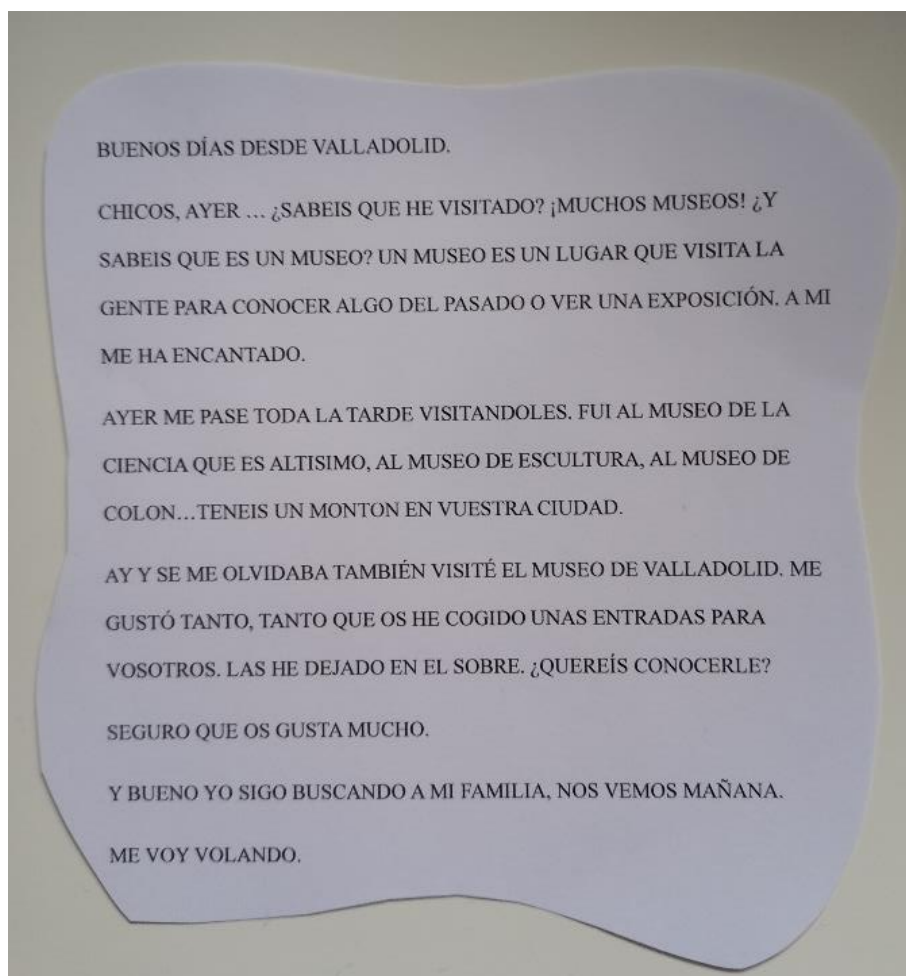 BUENOS DÍAS DESDE VALLADOLID.
CHICOS, AYER … ¿SABEIS QUE HE VISITADO? ¡MUCHOS MUSEOS! ¿Y
SABEIS QUE ES UN MUSEO? UN MUSEO ES UN LUGAR QUE VISITA LA
GENTE PARA CONOCER ALGO DEL PASADO O VER UNA EXPOSICIÓN. A MI
ME HA ENCANTADO.
AYER ME PASE TODA LA TARDE VISITANDOLES. FUI AL MUSEO DE LA
CIENCIA QUE ES ALTISIMO, AL MUSEO DE ESCULTURA, AL MUSEO DE
COLON…TENEIS UN MONTON EN VUESTRA CIUDAD.
AY Y SE ME OLVIDABA TAMBIÉN VISITÉ EL MUSEO DE VALLADOLID. ME
GUSTÓ TANTO, TANTO QUE OS HE COGIDO UNAS ENTRADAS PARA
VOSOTROS. LAS HE DEJADO EN EL SOBRE. ¿QUEREÍS CONOCERLE?
SEGURO QUE OS GUSTA MUCHO.
Y BUENO YO SIGO BUSCANDO A MI FAMILIA, NOS VEMOS MAÑANA.
ME VOY VOLANDO.